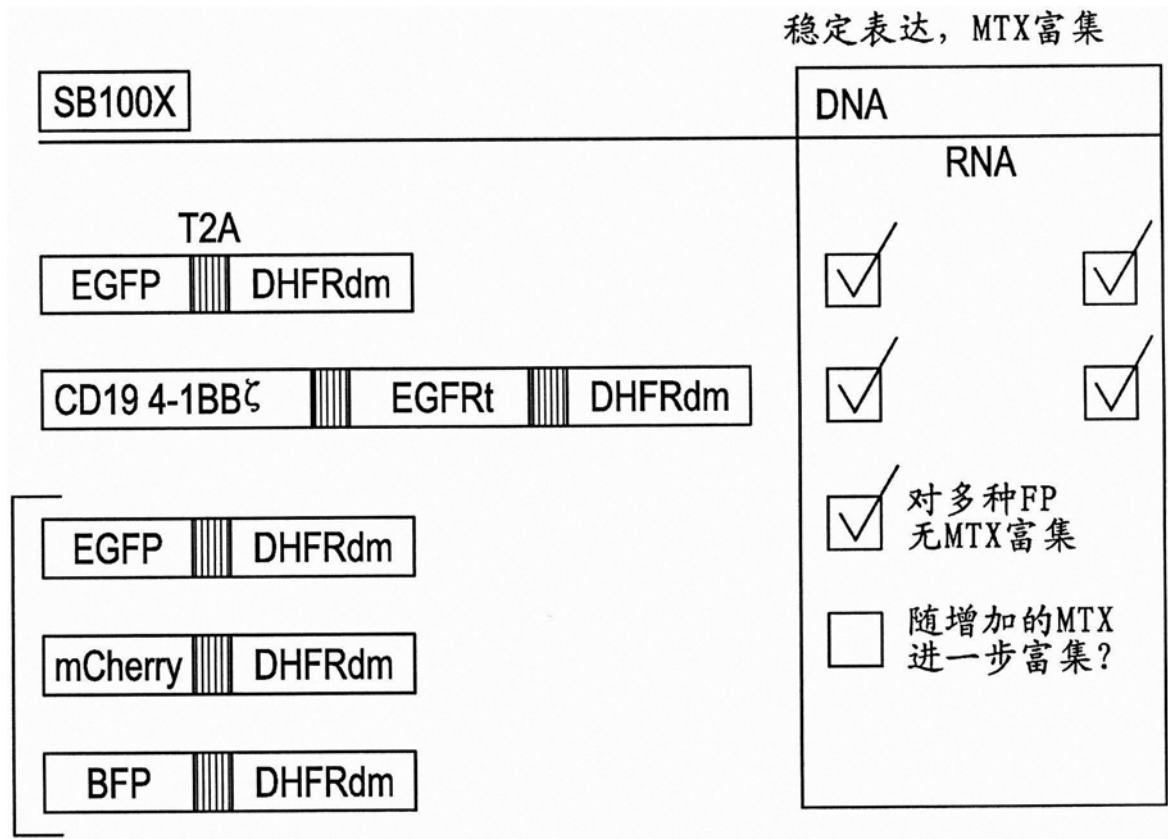 稳定表达，MTX富集
SB100X
DNA
RNA
T2A
EGFP DHFRdm
CD19 4-1BBζ EGFRt DHFRdm
EGFP DHFRdm
对多种FP
无MTX富集
mCherry DHFRdm
随增加的MTX
进一步富集？
BFP DHFRdm